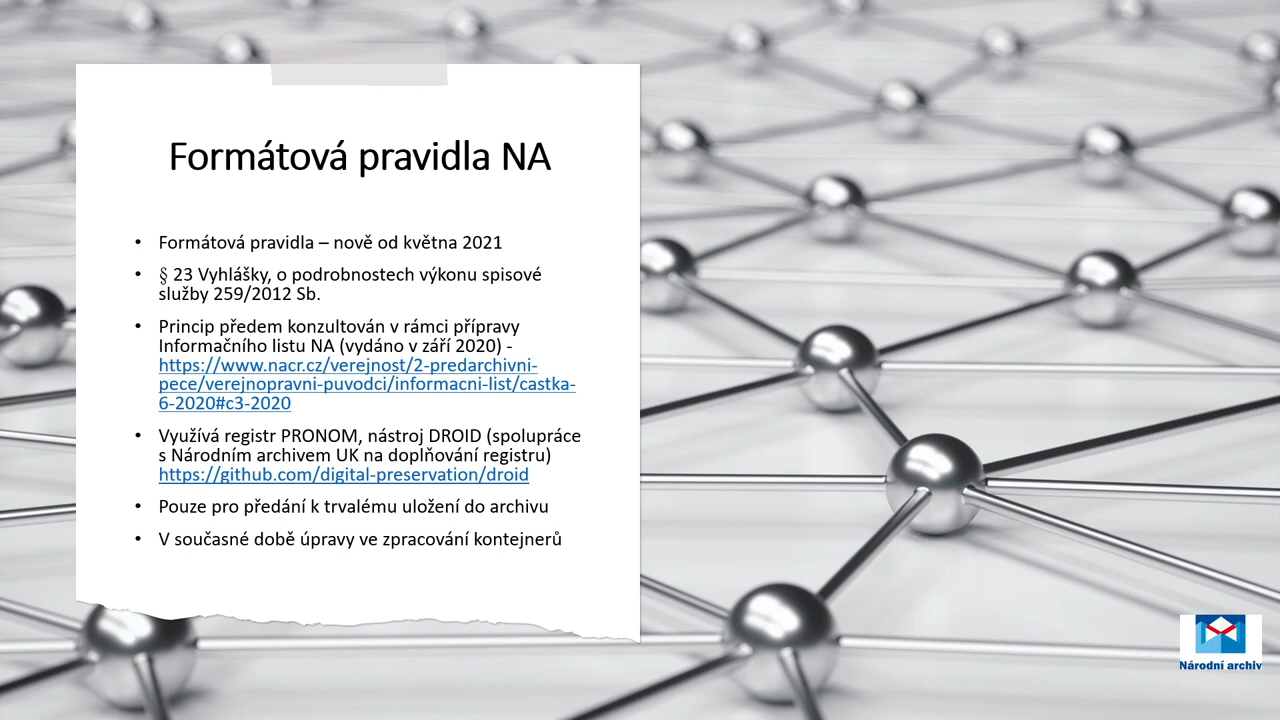 Formátová pravidla NA
• Formátová pravidla – nově od května 2021
• § 23 Vyhlášky, o podrobnostech výkonu spisové
služby 259/2012 Sb.
• Princip předem konzultován v rámci přípravy
Informačního listu NA (vydáno v září 2020) -
https://www.nacr.cz/verejnost/2-predarchivni-
pece/verejnopravni-puvodci/informacni-list/castka-
6-2020#c3-2020
• Využívá registr PRONOM, nástroj DROID (spolupráce
s Národním archivem UK na doplňování registru)
https://github.com/digital-preservation/droid
• Pouze pro předání k trvalému uložení do archivu
• V současné době úpravy ve zpracování kontejnerů
Národní archiv